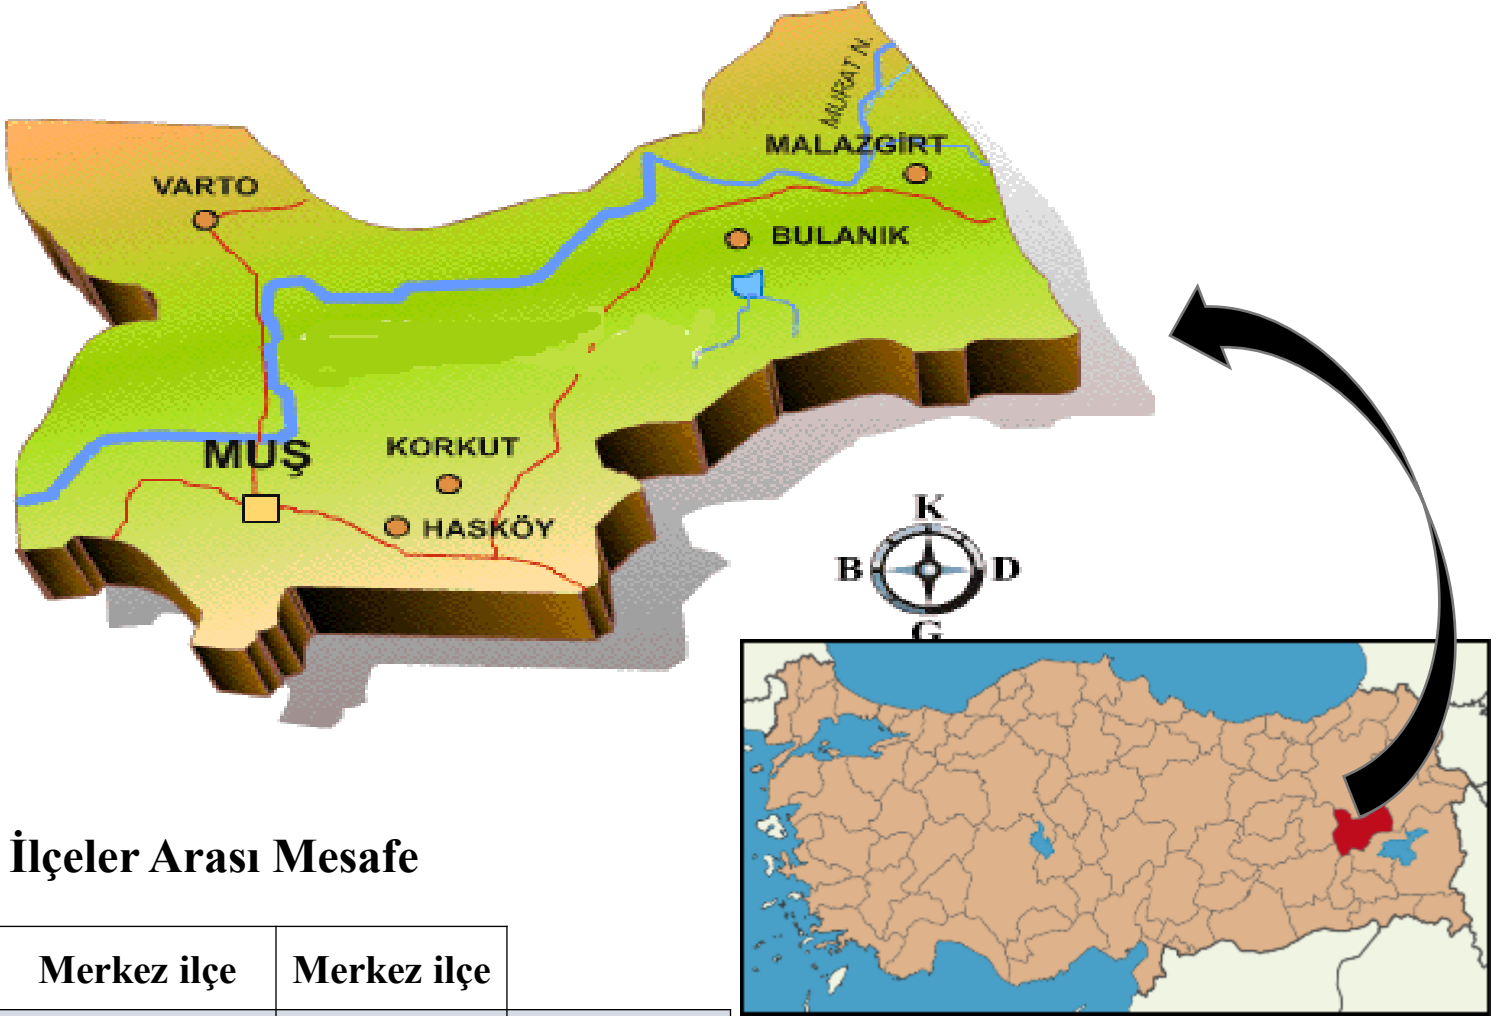 MURAT N.
MALAZGİRT
VARTO
BULANIK
MUŞ
KORKUT
HASKÖY
K
B
D
G
İlçeler Arası Mesafe
Merkez ilçe
Merkez ilçe